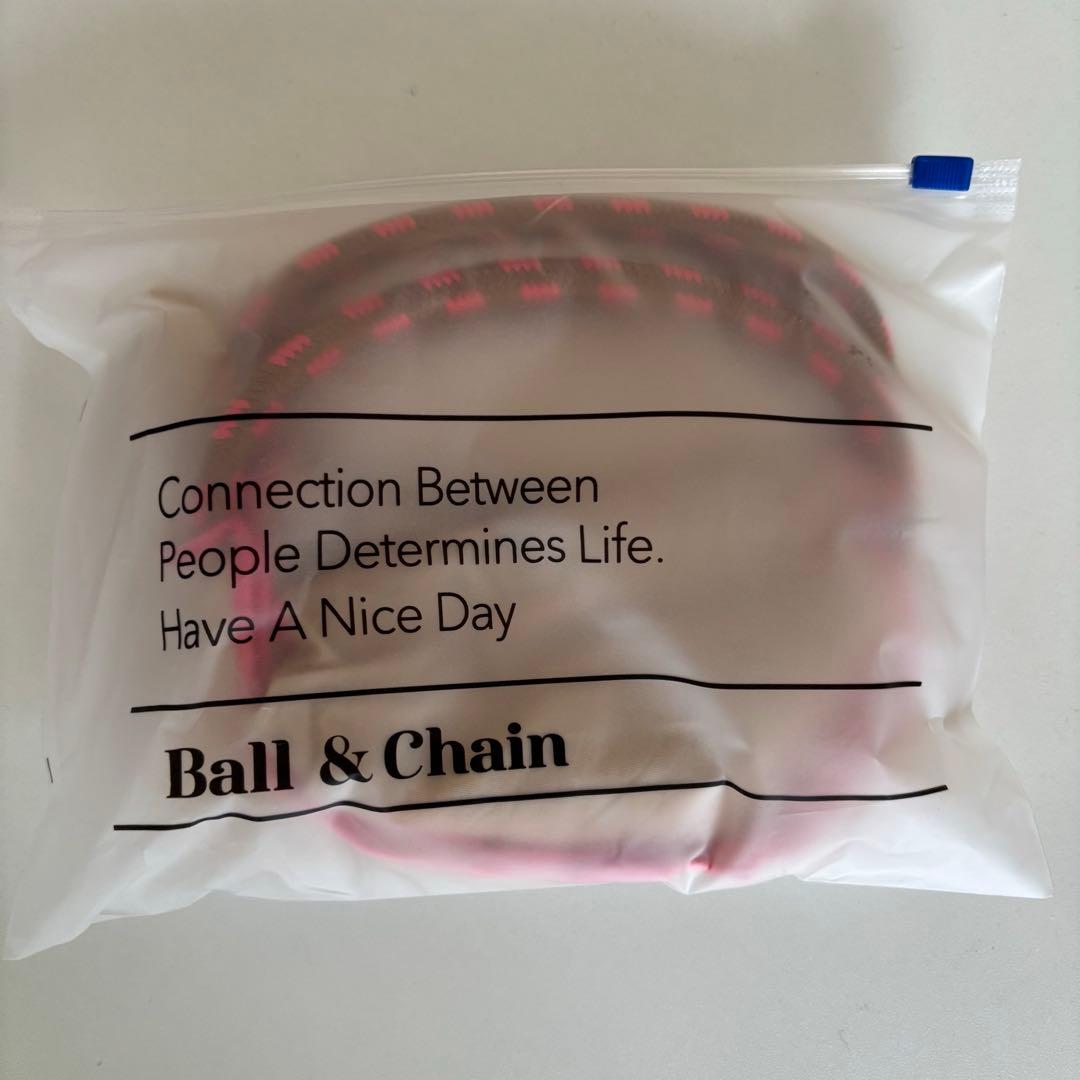 Connection Between
People Determines Life.
Have A Nice Day
Ball & Chain